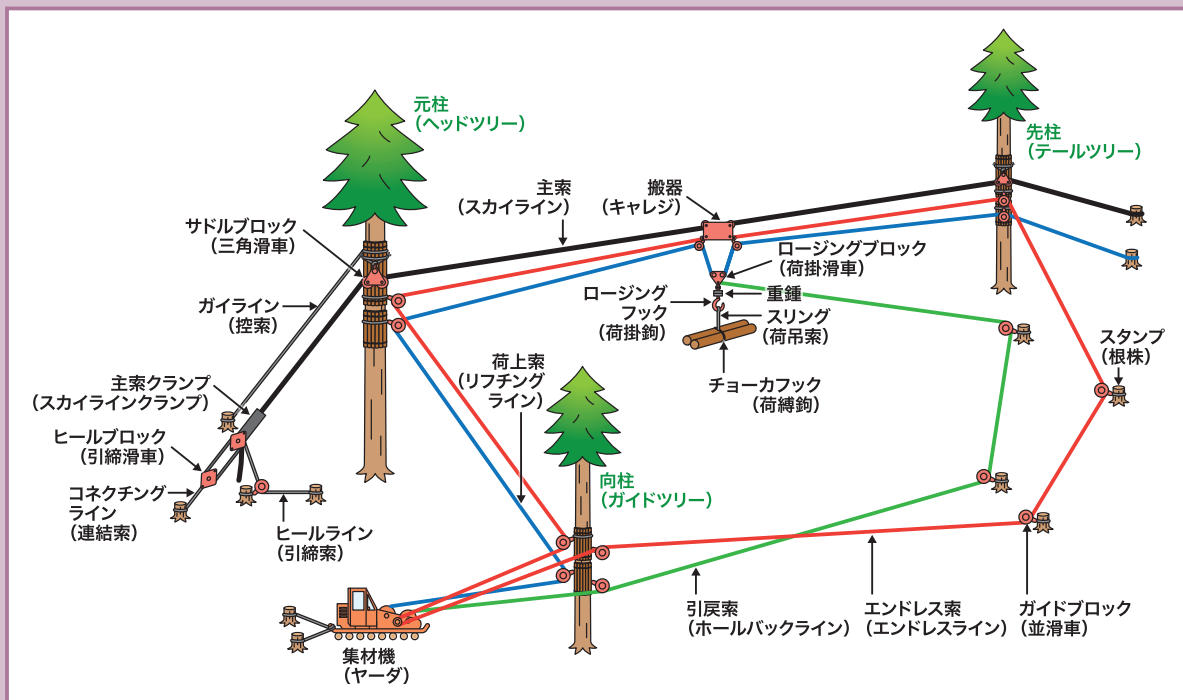 元柱
(ヘッドツリー)
先柱
(テールツリー)
主索
(スカイライン)
搬器
(キャレジ)
サドルブロック
(三角滑車)
ロージングブロック
(荷掛滑車)
ガイライン
(控索)
ロージング
フック
(荷掛鉤)
重錘
スリング
(荷吊索)
スタンプ
(根株)
荷上索
(リフチング
ライン)
チョーカフック
(荷縛鉤)
主索クランプ
(スカイラインクランプ)
ヒールブロック
(引締滑車)
向柱
(ガイドツリー)
コネクチング
ライン
(連結索)
ヒールライン
(引締索)
引戻索
(ホールバックライン)
エンドレス索
(エンドレスライン)
ガイドブロック
(並滑車)
集材機
(ヤーダ)